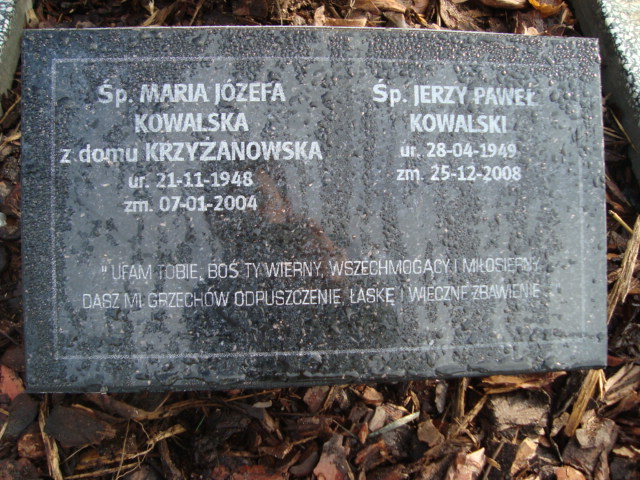 Śp. MARIA JÓZEFA
KOWALSKA
z domu KRZYŻANOWSKA
ur. 21-11-1948
zm. 07-01-2004
Śp. JERZY PAWEŁ
KOWALSKI
ur. 28-04-1949
zm. 25-12-2008
" UFAM TOBIE, BOŚ TY WIERNY, WSZECHMOGĄCY I MIŁOSIERNY
DASZ MI GRZECHÓW ODPUSZCZENIE, ŁASKĘ I WIECZNE ZBAWIENIE